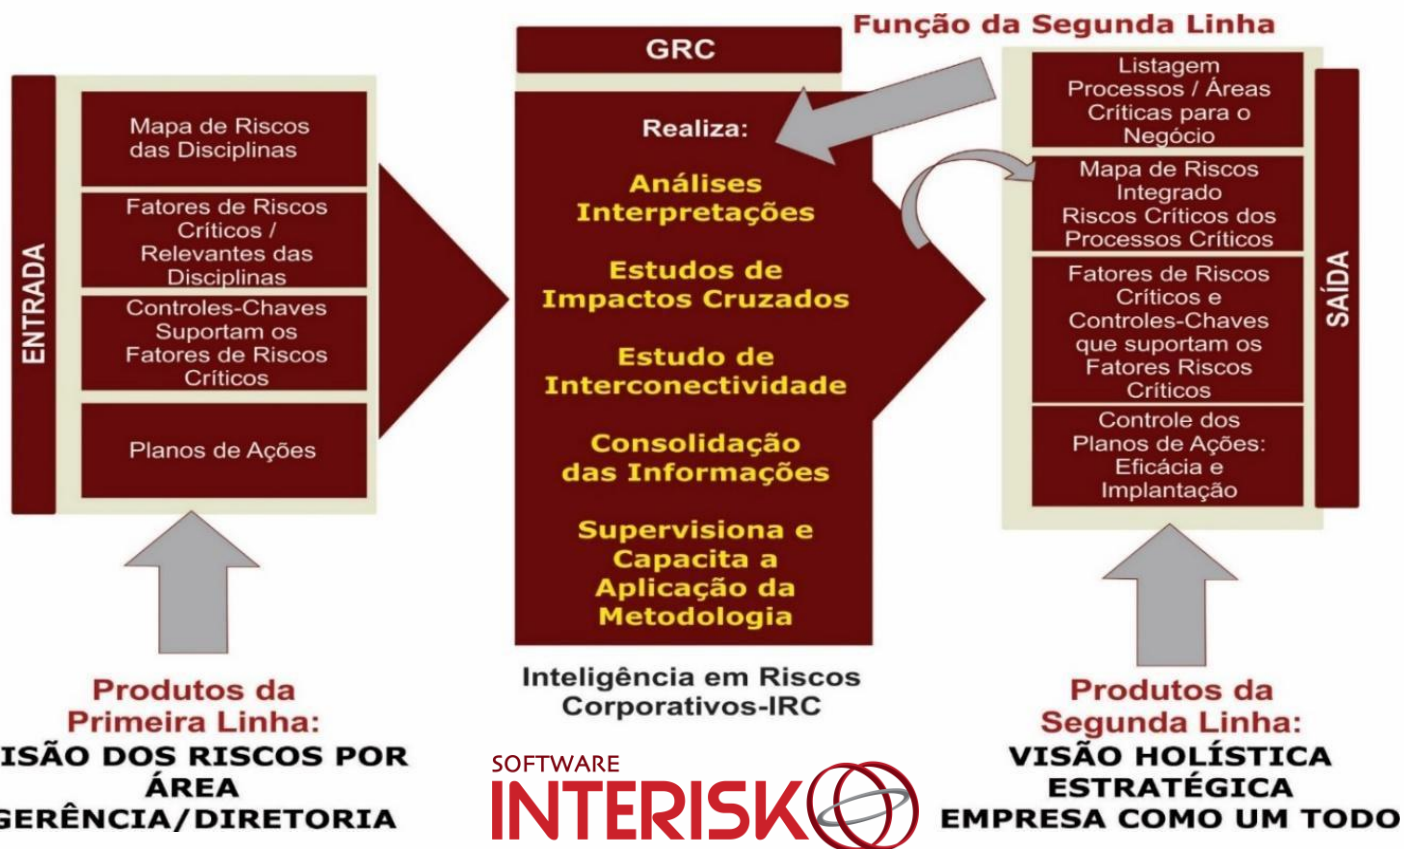 Função da Segunda Linha
GRC
ENTRADA
Mapa de Riscos
das Disciplinas
Fatores de Riscos
Críticos /
Relevantes das
Disciplinas
Controles-Chaves
Suportam os
Fatores de Riscos
Críticos
Planos de Ações
Realiza:
Análises
Interpretações
Estudos de
Impactos Cruzados
Estudo de
Interconectividade
Consolidação
das Informações
Supervisiona e
Capacita a
Aplicação da
Metodologia
Listagem
Processos / Áreas
Críticas para o
Negócio
Mapa de Riscos
Integrado
Riscos Críticos dos
Processos Críticos
Fatores de Riscos
Críticos e
Controles-Chaves
que suportam os
Fatores Riscos
Críticos
Controle dos
Planos de Ações:
Eficácia e
Implantação
SAÍDA
Produtos da
Primeira Linha:
ISÃO DOS RISCOS POR
ÁREA
GERÊNCIA/DIRETORIA
Inteligência em Riscos
Corporativos-IRC
SOFTWARE
INTERISK
Produtos da
Segunda Linha:
VISÃO HOLÍSTICA
ESTRATÉGICA
EMPRESA COMO UM TODO